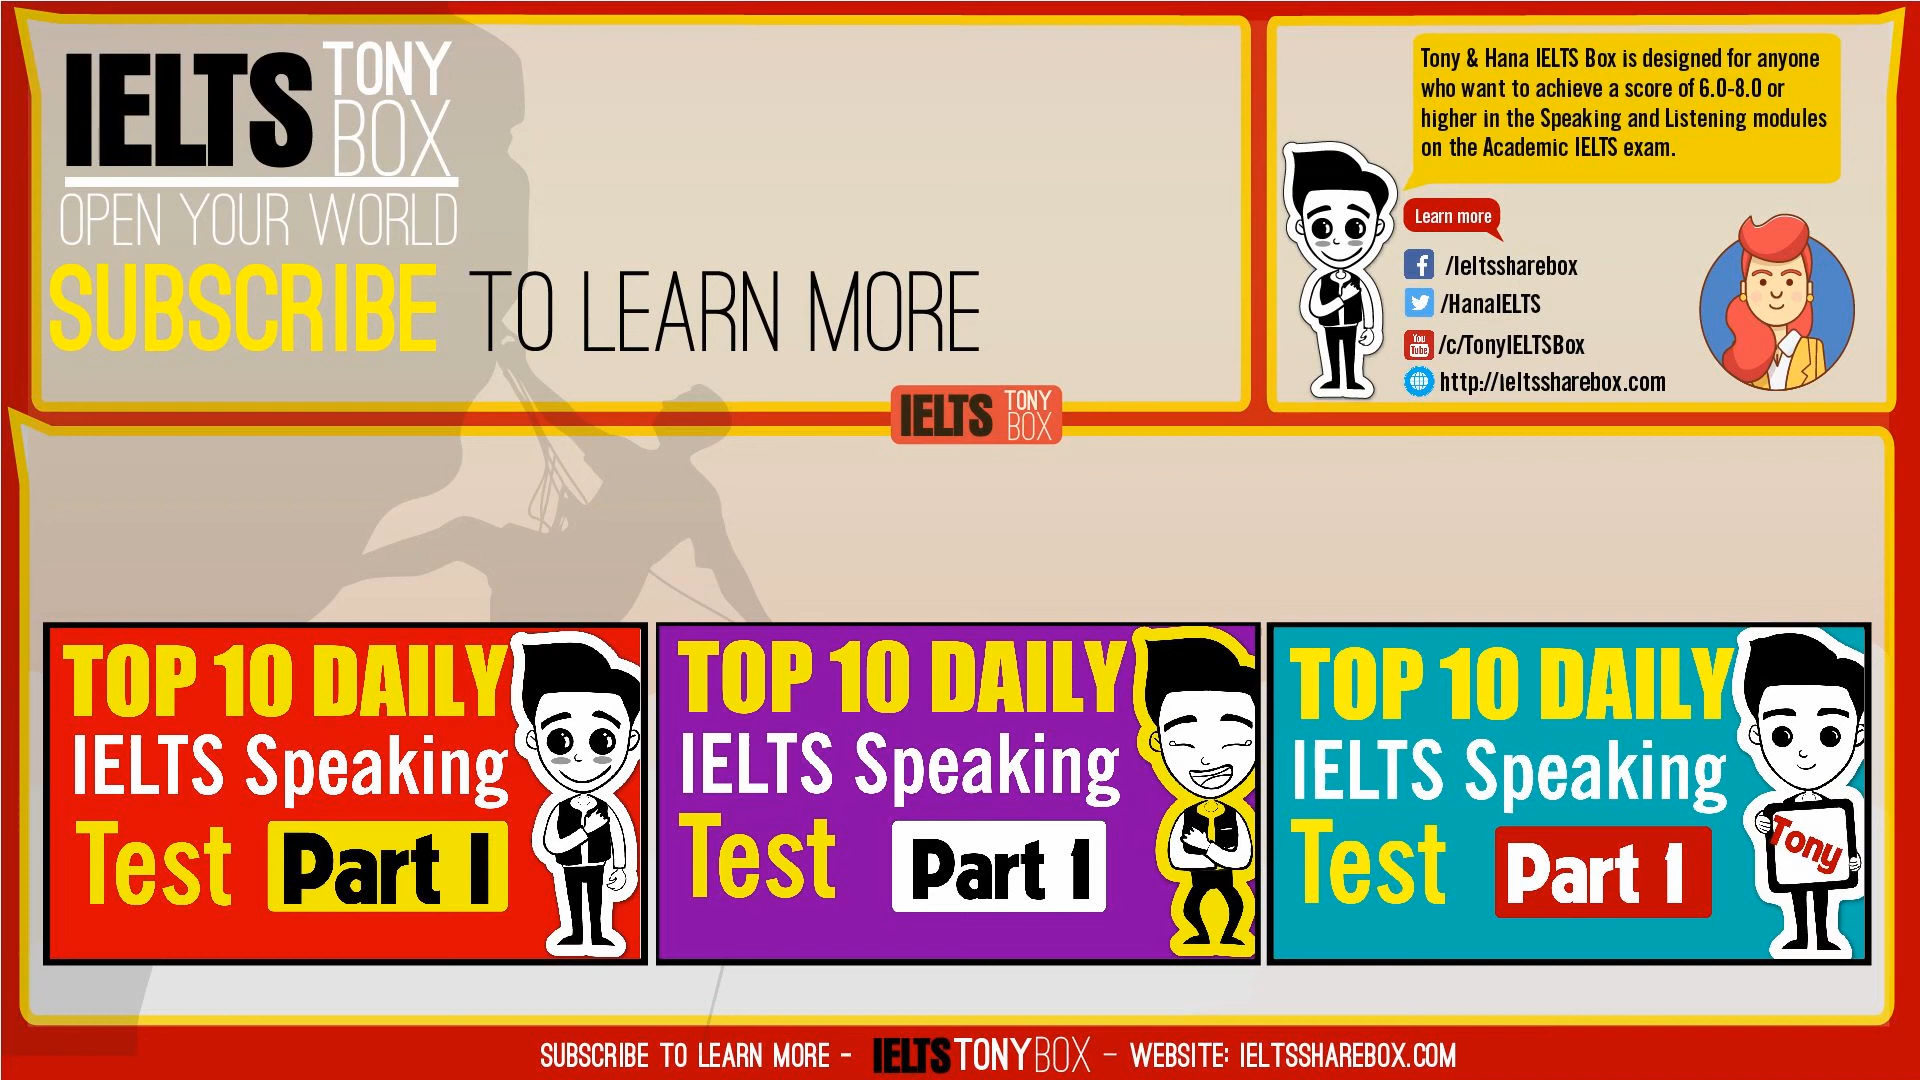 IELTS TONY
BOX
OPEN YOUR WORLD
SUBSCRIBE TO LEARN MORE
Tony & Hana IELTS Box is designed for anyone
who want to achieve a score of 6.0-8.0 or
higher in the Speaking and Listening modules
on the Academic IELTS exam.
Learn more
f /Ieltssharebox
/HanaIELTS
You Tube /c/TonyIELTSBox
http://ieltssharebox.com
IELTS TONY
BOX
TOP 10 DAILY
IELTS Speaking
Test Part 1
TOP 10 DAILY
IELTS Speaking
Test Part 1
TOP 10 DAILY
IELTS Speaking
Test Part 1
Tony
SUBSCRIBE TO LEARN MORE - IELTS TONY BOX - WEBSITE: IELTSSHAREBOX.COM